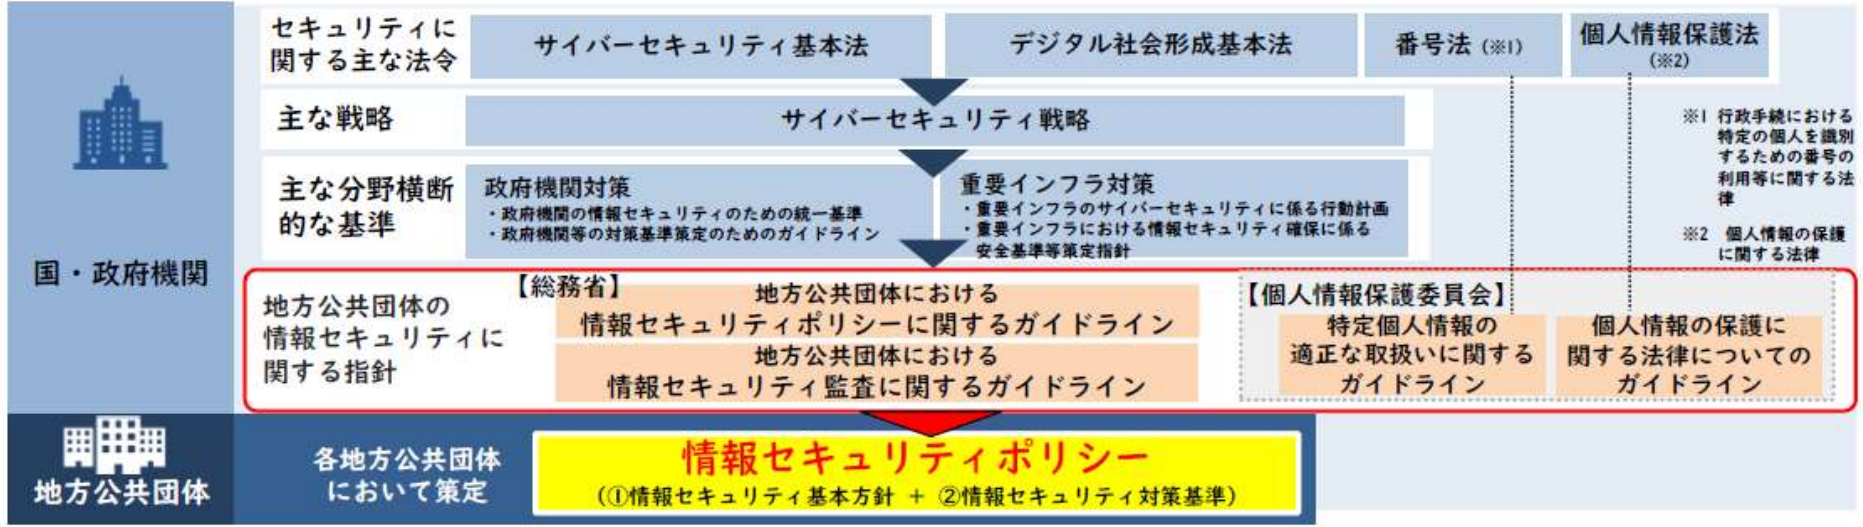 国・政府機関
セキュリティに
関する主な法令
サイバーセキュリティ基本法
デジタル社会形成基本法
番号法(※1)
個人情報保護法
(※2)
主な戦略
サイバーセキュリティ戦略
主な分野横断
的な基準
政府機関対策
・政府機関の情報セキュリティのための統一基準
・政府機関等の対策基準策定のためのガイドライン
重要インフラ対策
・重要インフラのサイバーセキュリティに係る行動計画
・重要インフラにおける情報セキュリティ確保に係る
安全基準等策定指針
※1 行政手続における
特定の個人を識別
するための番号の
利用等に関する法
律
※2 個人情報の保護
に関する法律
地方公共団体の
情報セキュリティに
関する指針
【総務省】
地方公共団体における
情報セキュリティポリシーに関するガイドライン
地方公共団体における
情報セキュリティ監査に関するガイドライン
【個人情報保護委員会】
特定個人情報の
適正な取扱いに関する
ガイドライン
個人情報の保護に
関する法律についての
ガイドライン
地方公共団体
各地方公共団体
において策定
情報セキュリティポリシー
(①情報セキュリティ基本方針 + ②情報セキュリティ対策基準)